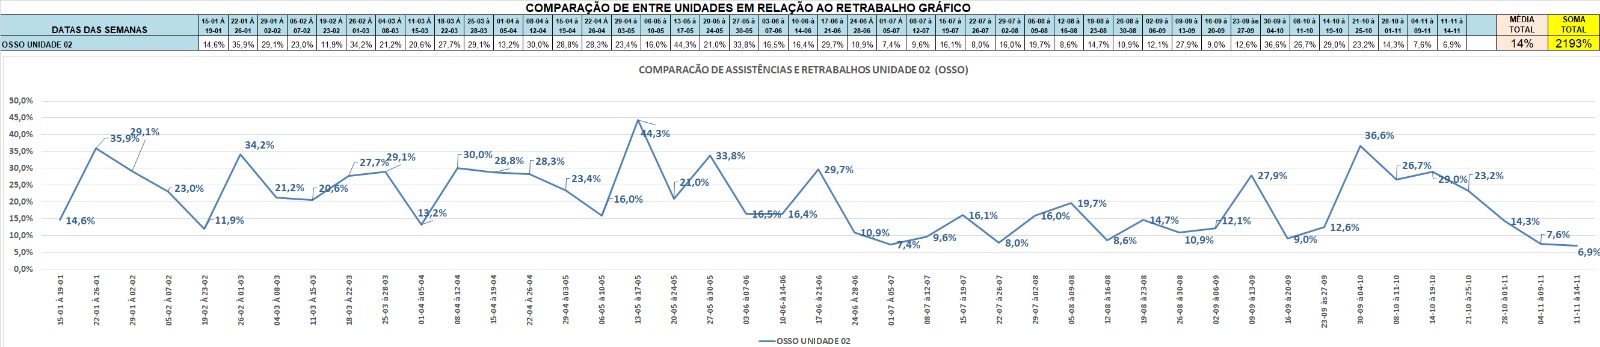 COMPARAÇÃO DE ENTRE UNIDADES EM RELAÇÃO AO RETRABALHO GRÁFICO
DATAS DAS SEMANAS 15-01 À 19-01 22-01 À 26-01 29-01 À 02-02 05-02 À 07-02 19-02 À 23-02 26-02 À 01-03 04-03 À 08-03 11-03 À 15-03 18-03 À 22-03 25-03 à 28-03 01-04 à 05-04 08-04 à 12-04 15-04 à 19-04 22-04 à 26-04 29-04 à 03-05 06-05 à 10-05 13-05 à 17-05 20-05 à 24-05 27-05 à 30-05 03-06 à 07-06 10-06 à 14-06 17-06 à 21-06 24-06 à 28-06 01-07 À 05-07 08-07 à 12-07 15-07 à 19-07 22-07 à 26-07 29-07 à 02-08 05-08 à 09-08 12-08 à 16-08 19-08 à 23-08 26-08 à 30-08 02-09 à 06-09 09-09 à 13-09 16-09 à 20-09 23-09 às 27-09 30-09 à 04-10 08-10 à 11-10 14-10 à 19-10 21-10 à 25-10 28-10 à 01-11 04-11 à 09-11 11-11 à 14-11 MÉDIA TOTAL SOMA TOTAL
OSSO UNIDADE 02 14,6% 35,9% 29,1% 23,0% 11,9% 34,2% 21,2% 20,6% 27,7% 29,1% 13,2% 30,0% 28,8% 28,3% 23,4% 16,0% 44,3% 21,0% 33,8% 16,5% 16,4% 29,7% 10,9% 7,4% 9,6% 16,1% 8,0% 16,0% 19,7% 8,6% 14,7% 10,9% 12,1% 27,9% 9,0% 12,6% 36,6% 26,7% 29,0% 23,2% 14,3% 7,6% 6,9% 14% 2193%
COMPARAÇÃO DE ASSISTÊNCIAS E RETRABALHOS UNIDADE 02 (OSSO)
50,0%
45,0%
40,0%
35,0%
30,0%
25,0%
20,0%
15,0%
10,0%
5,0%
0,0%
14,6% 35,9% 29,1% 23,0% 11,9% 34,2% 21,2% 20,6% 27,7% 29,1% 13,2% 30,0% 28,8% 28,3% 23,4% 16,0% 44,3% 21,0% 33,8% 16,5% 16,4% 29,7% 10,9% 7,4% 9,6% 16,1% 8,0% 16,0% 19,7% 8,6% 14,7% 10,9% 12,1% 27,9% 9,0% 12,6% 36,6% 26,7% 29,0% 23,2% 14,3% 7,6% 6,9%
15-01 À 19-01
22-01 À 26-01
29-01 À 02-02
05-02 À 07-02
19-02 À 23-02
26-02 À 01-03
04-03 À 08-03
11-03 À 15-03
18-03 À 22-03
25-03 à 28-03
01-04 à 05-04
08-04 à 12-04
15-04 à 19-04
22-04 à 26-04
29-04 à 03-05
06-05 à 10-05
13-05 à 17-05
20-05 à 24-05
27-05 à 30-05
03-06 à 07-06
10-06 à 14-06
17-06 à 21-06
24-06 à 28-06
01-07 À 05-07
08-07 à 12-07
15-07 à 19-07
22-07 à 26-07
29-07 à 02-08
05-08 à 09-08
12-08 à 16-08
19-08 à 23-08
26-08 à 30-08
02-09 à 06-09
09-09 à 13-09
16-09 à 20-09
23-09 às 27-09
30-09 à 04-10
08-10 à 11-10
14-10 à 19-10
21-10 à 25-10
28-10 à 01-11
04-11 à 09-11
11-11 à 14-11
OSSO UNIDADE 02